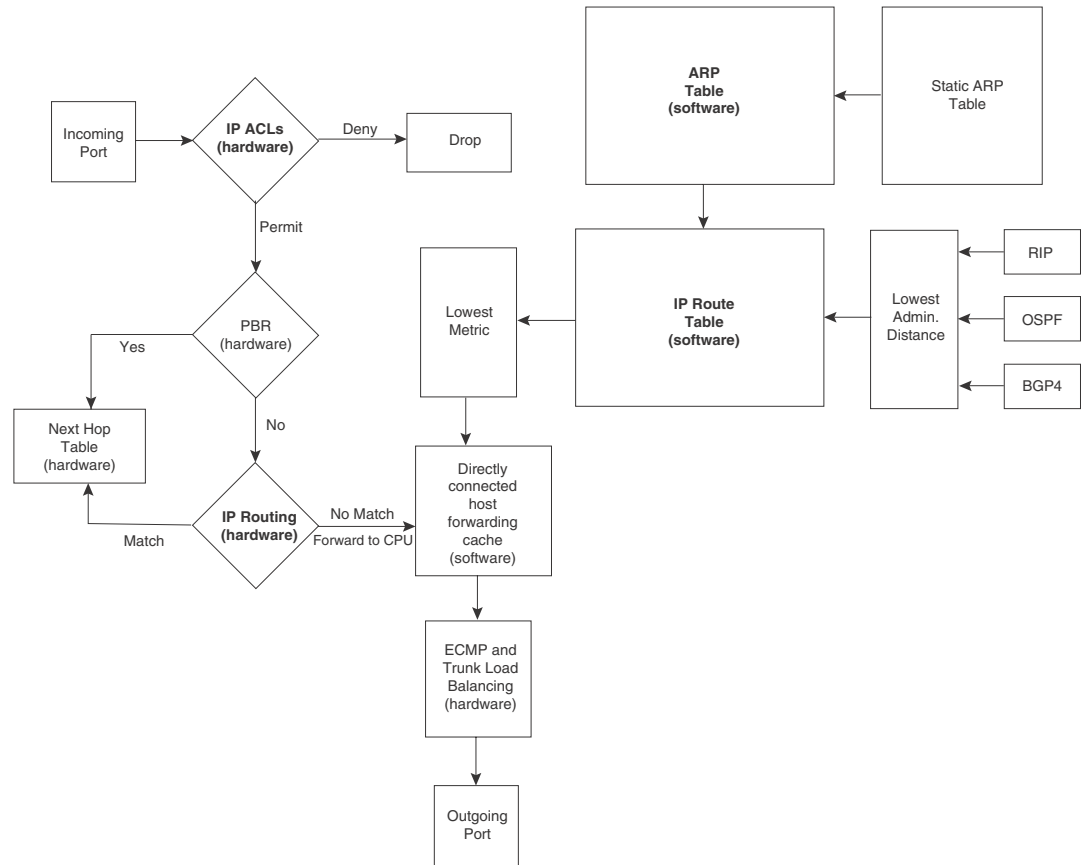 Incoming
Port
IP ACLs
(hardware)
Deny
Drop
Permit
PBR
(hardware)
Yes
No
Next Hop
Table
(hardware)
IP Routing
(hardware)
Match
No Match
Forward to CPU
ARP
Table
(software)
Static ARP
Table
IP Route
Table
(software)
Lowest
Admin.
Distance
RIP
OSPF
BGP4
Lowest
Metric
Directly
connected
host
forwarding
cache
(software)
ECMP and
Trunk Load
Balancing
(hardware)
Outgoing
Port